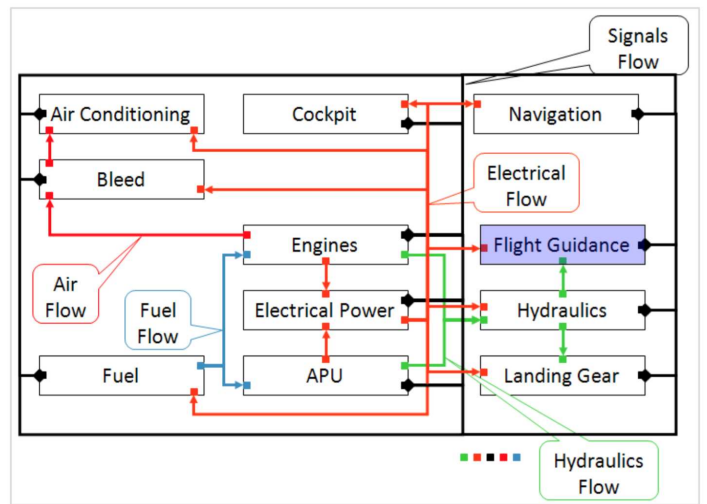 Signals
Flow
Air Conditioning
Cockpit
Navigation
Bleed
Electrical
Flow
Engines
Flight Guidance
Air
Flow
Fuel
Flow
Electrical Power
Hydraulics
Fuel
APU
Landing Gear
Hydraulics
Flow